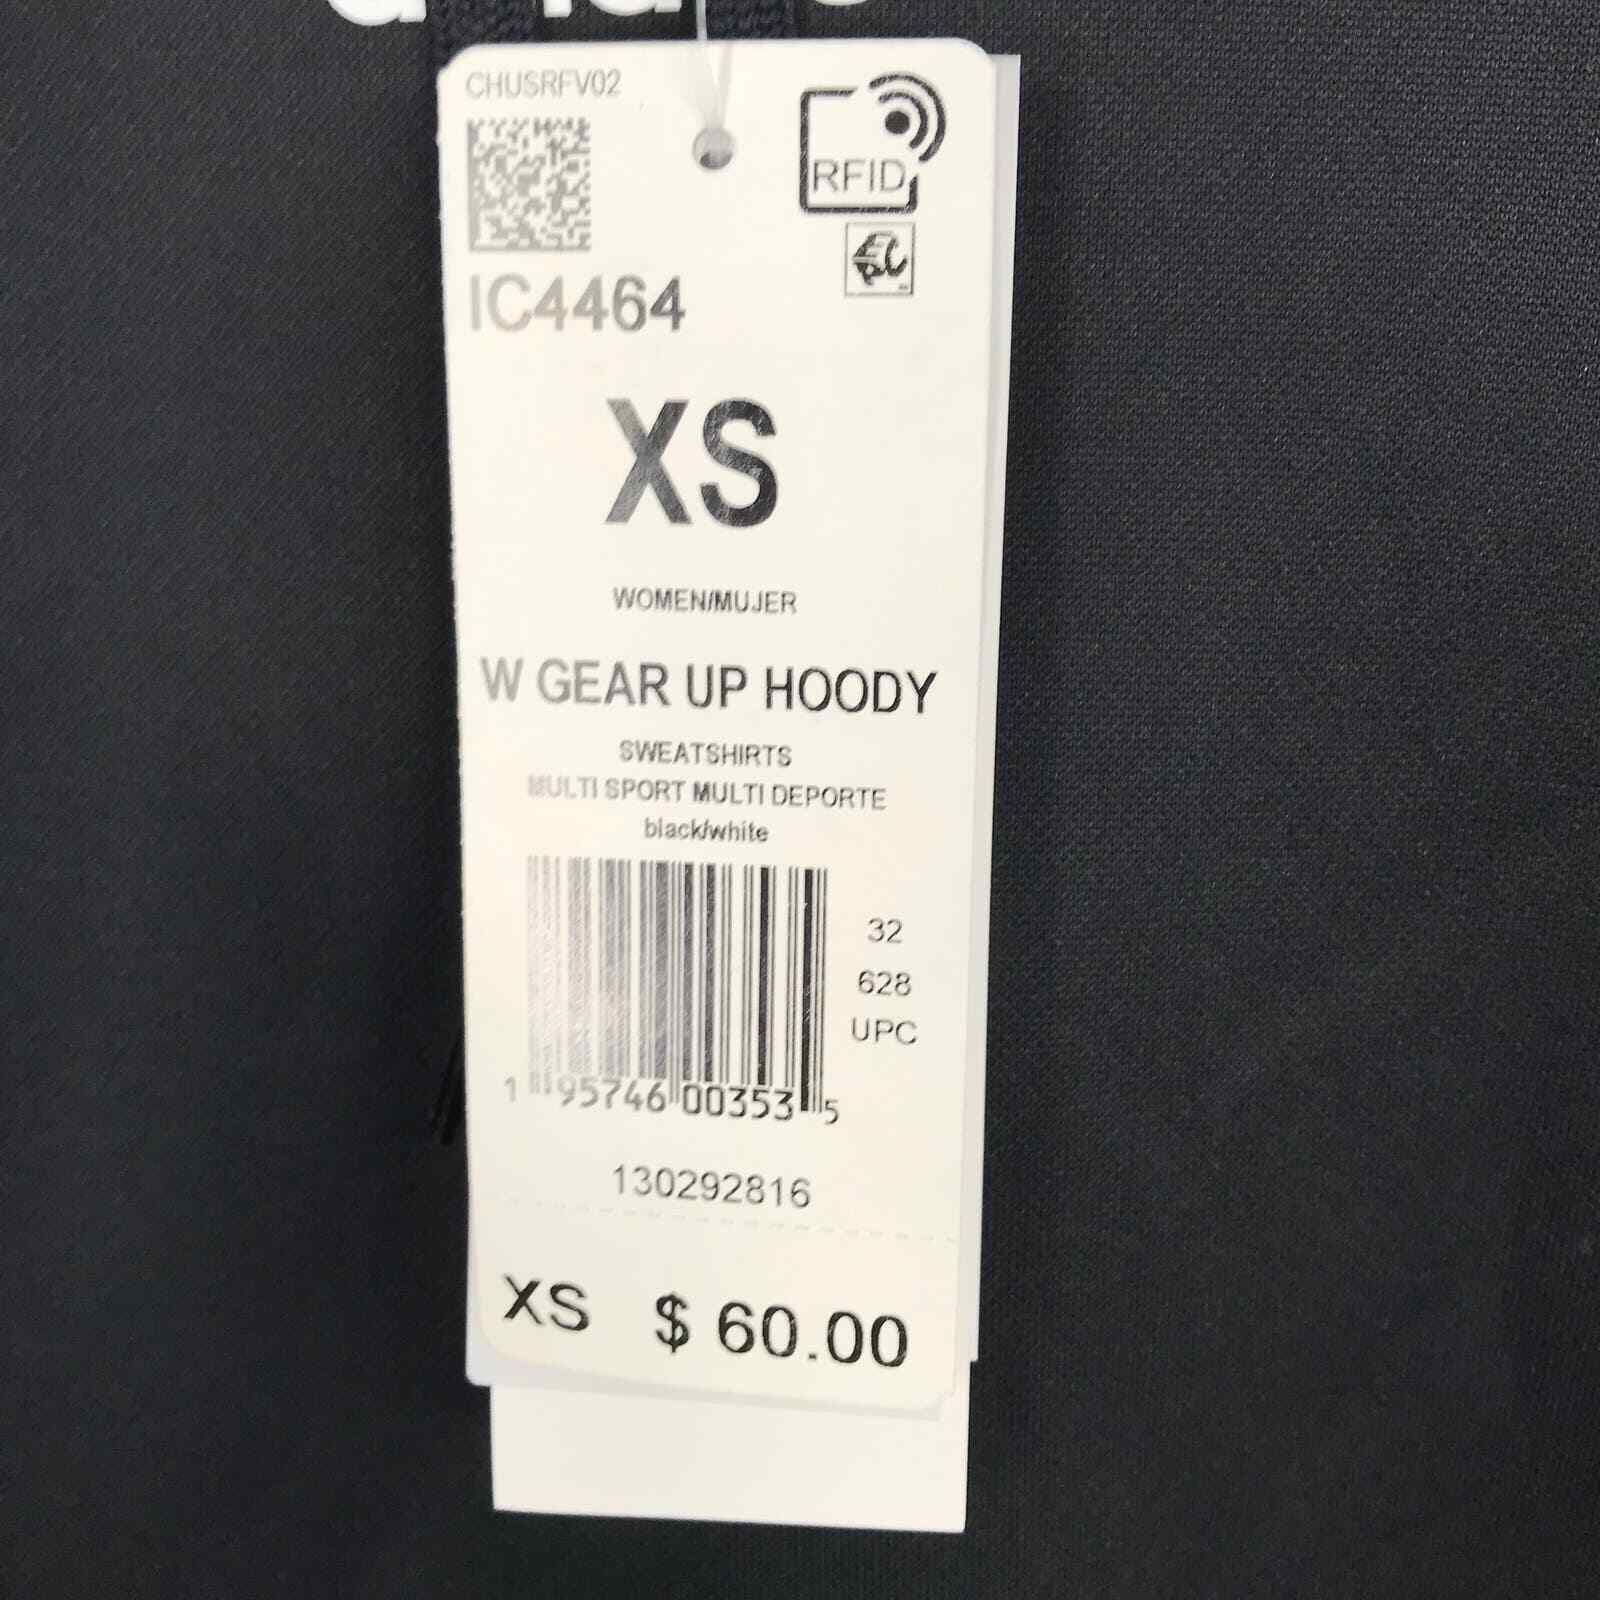 CHUSRFV02
RFID
IC4464
XS
WOMEN/MUJER
W GEAR UP HOODY
SWEATSHIRTS
MULTI SPORT MULTI DEPORTE
black/white
32
628
UPC
1 95746 00353 5
130292816
XS $ 60.00